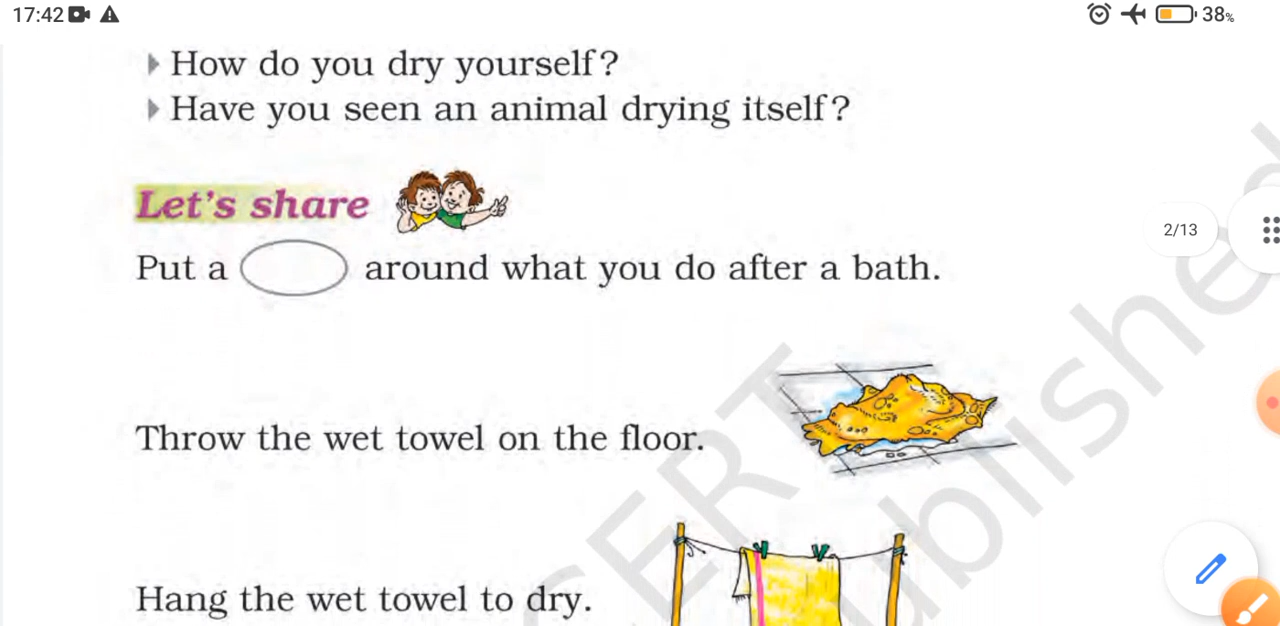 17:42 38%
How do you dry yourself?
Have you seen an animal drying itself?
Let's share
Put a around what you do after a bath.
2/13
Throw the wet towel on the floor.
Hang the wet towel to dry.
CERT
ublished